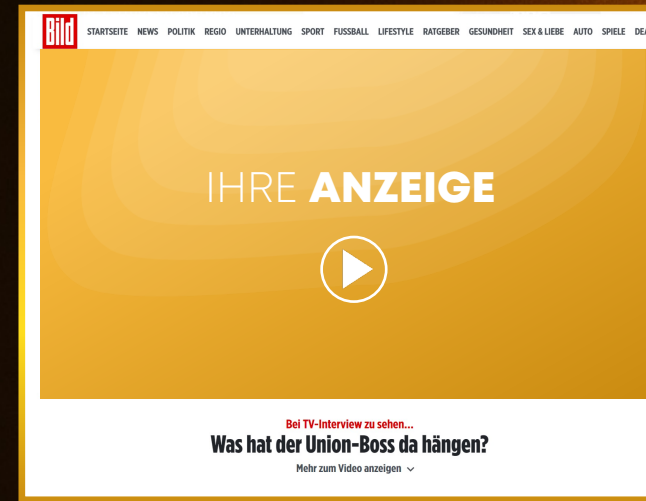 Bild STARTSEITE NEWS POLITIK REGIO UNTERHALTUNG SPORT FUSSBALL LIFESTYLE RATGEBER GESUNDHEIT SEX & LIEBE AUTO SPIELE
IHRE ANZEIGE
Bei TV-Interview zu sehen...
Was hat der Union-Boss da hängen?
Mehr zum Video anzeigen